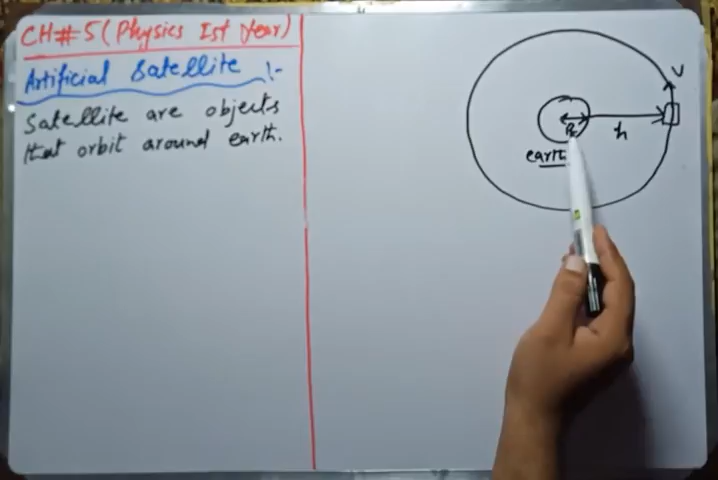 CH#5 (Physics Ist Year)
Artificial Satellite :-
Satellite are objects
that orbit around earth.
V
R
h
earth